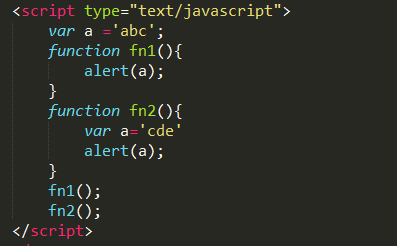 <script type="text/javascript">
var a ='abc';
function fn1(){
alert(a);
}
function fn2(){
var a='cde'
alert(a);
}
fn1();
fn2();
</script>